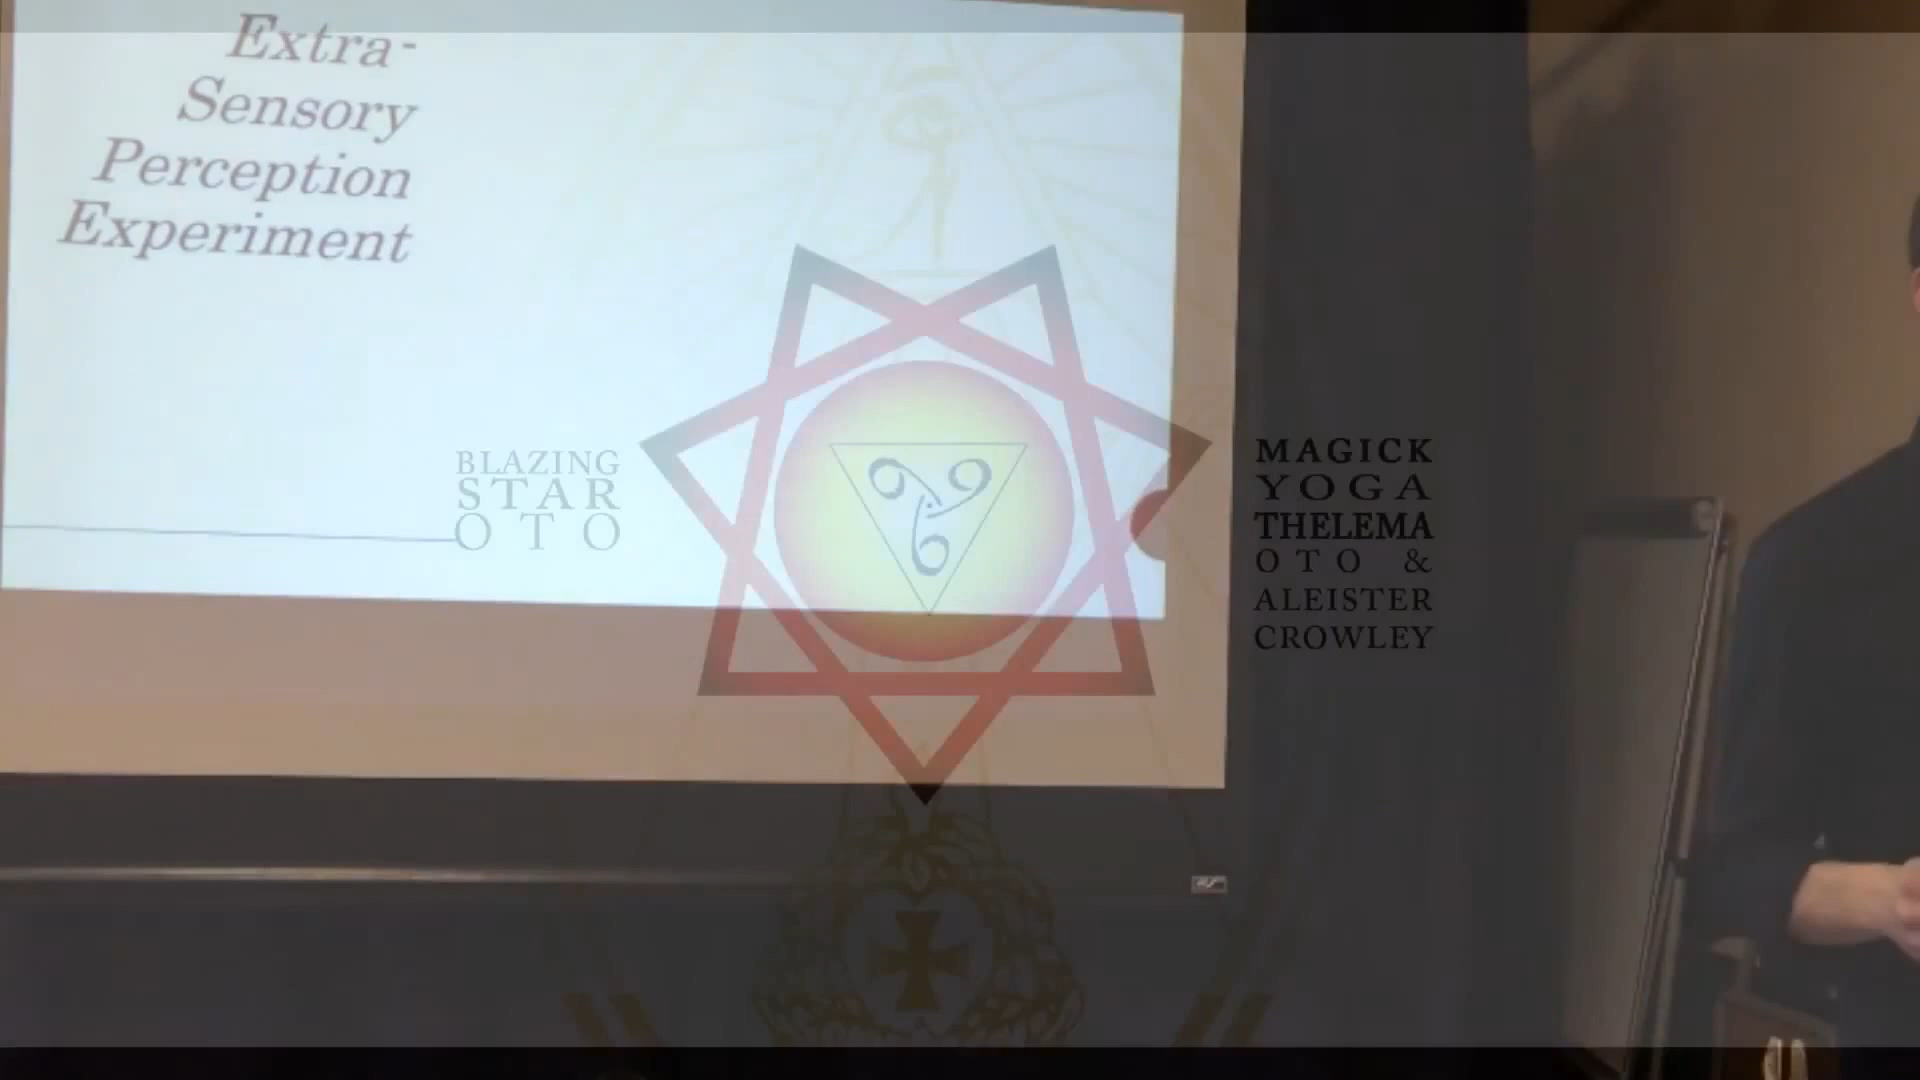 Extra-
Sensory
Perception
Experiment
BLAZING
STAR
OTO
MAGICK
YOGA
THELEMA
OTO &
ALEISTER
CROWLEY